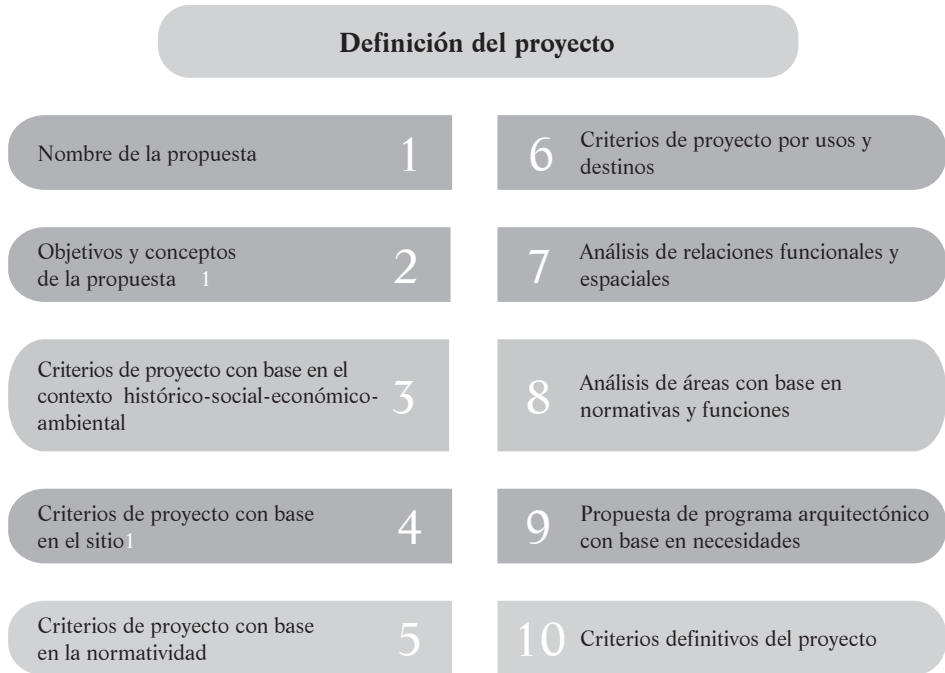 Definición del proyecto
Nombre de la propuesta 1
Objetivos y conceptos
de la propuesta 1
2
Criterios de proyecto con base en el
contexto histórico-social-económico-
ambiental
3
Criterios de proyecto con base
en el sitio1
4
Criterios de proyecto con base
en la normatividad
5
6
Criterios de proyecto por usos y
destinos
7
Análisis de relaciones funcionales y
espaciales
8
Análisis de áreas con base en
normativas y funciones
9
Propuesta de programa arquitectónico
con base en necesidades
10 Criterios definitivos del proyecto